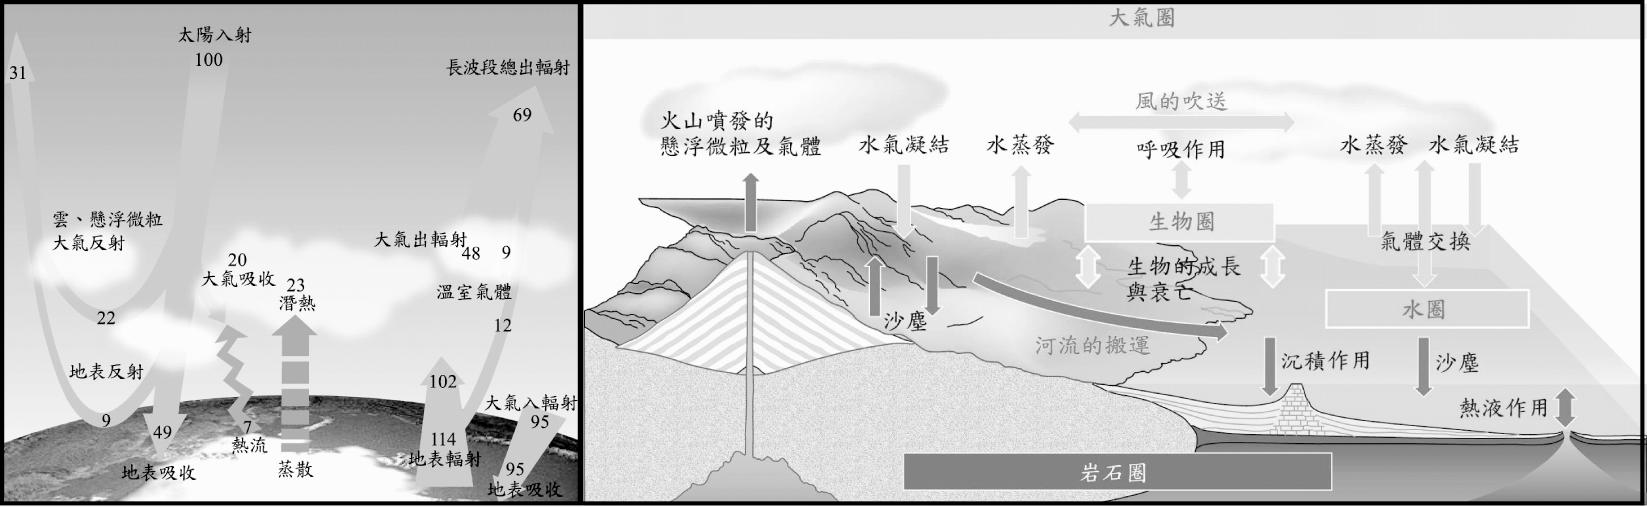 太陽入射
100
31
長波段總出輻射
69
雲、懸浮微粒
大氣反射
22
地表反射
9
49
地表吸收
20
大氣吸收
23
潛熱
7
熱流
蒸散
大氣出輻射
48
9
溫室氣體
12
102
114
地表輻射
大氣入輻射
95
95
地表吸收
大氣圈
火山噴發的
懸浮微粒及氣體
水氣凝結
水蒸發
風的吹送
呼吸作用
水蒸發
水氣凝結
生物圈
氣體交換
生物的成長
與衰亡
水圈
沙塵
河流的搬運
沉積作用
沙塵
熱液作用
岩石圈